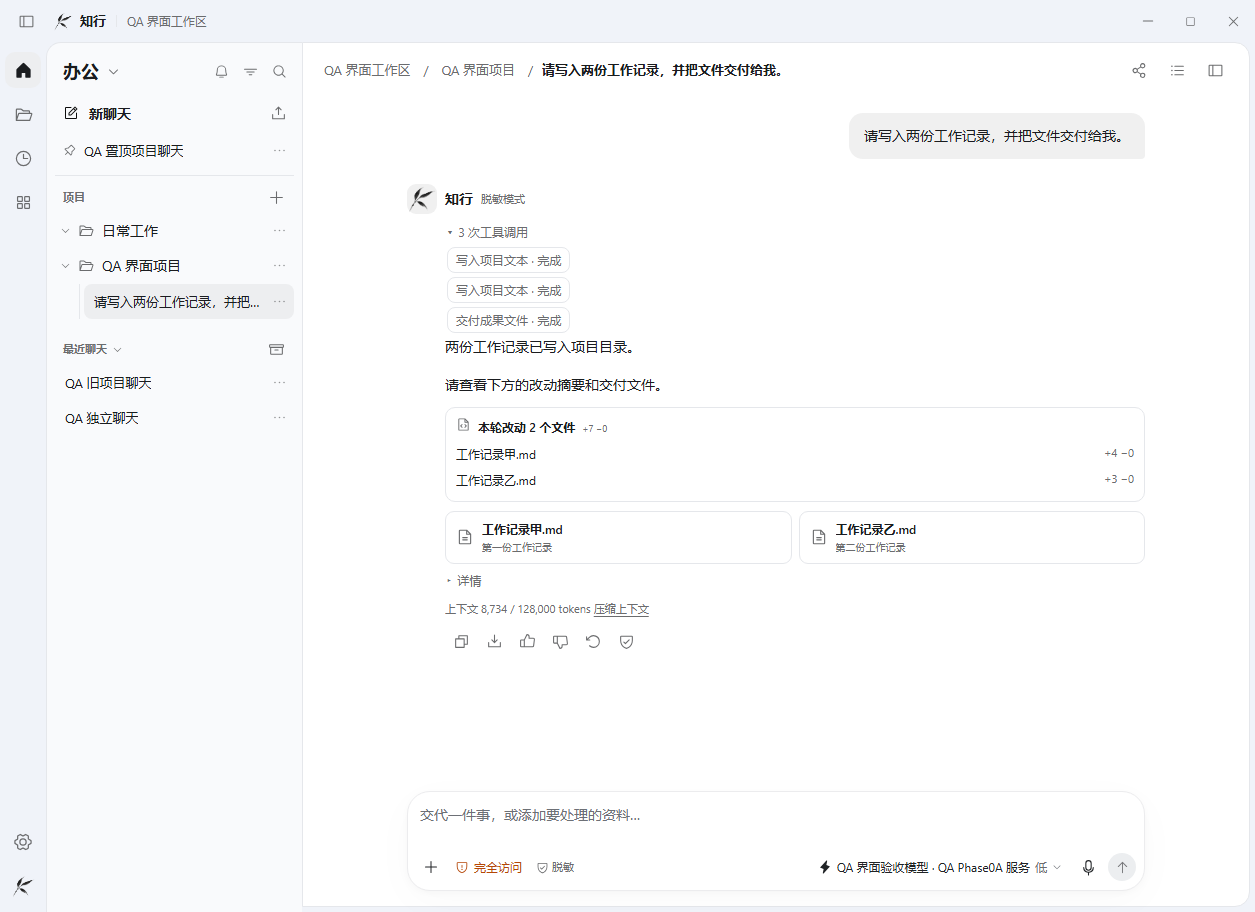 知行 QA 界面工作区
办公
新聊天
QA 置顶项目聊天
项目
日常工作
QA 界面项目
请写入两份工作记录，并把...
最近聊天
QA 旧项目聊天
QA 独立聊天
QA 界面工作区 / QA 界面项目 / 请写入两份工作记录，并把文件交付给我。
请写入两份工作记录，并把文件交付给我。
知行 脱敏模式
3 次工具调用
写入项目文本 · 完成
写入项目文本 · 完成
交付成果文件 · 完成
两份工作记录已写入项目目录。
请查看下方的改动摘要和交付文件。
本轮改动 2 个文件 +7 −0
工作记录甲.md +4 −0
工作记录乙.md +3 −0
工作记录甲.md
第一份工作记录
工作记录乙.md
第二份工作记录
详情
上下文 8,734 / 128,000 tokens 压缩上下文
交代一件事，或添加要处理的资料...
完全访问 脱敏 QA 界面验收模型 · QA Phase0A 服务 低